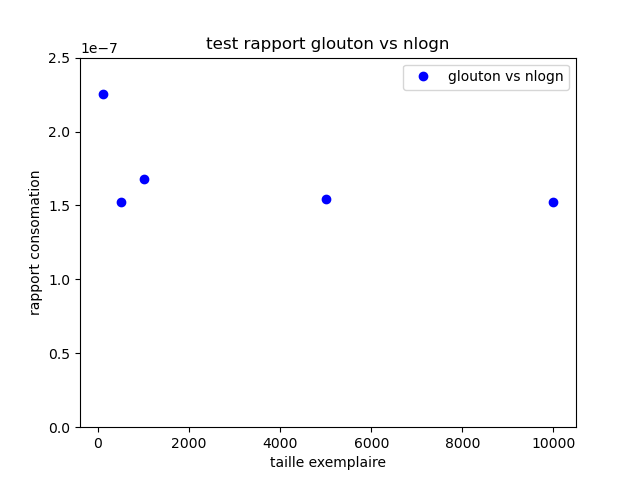 test rapport glouton vs nlogn
1e−7
glouton vs nlogn
2.5
2.0
1.5
1.0
0.5
0.0
rapport consomation
0 2000 4000 6000 8000 10000
taille exemplaire